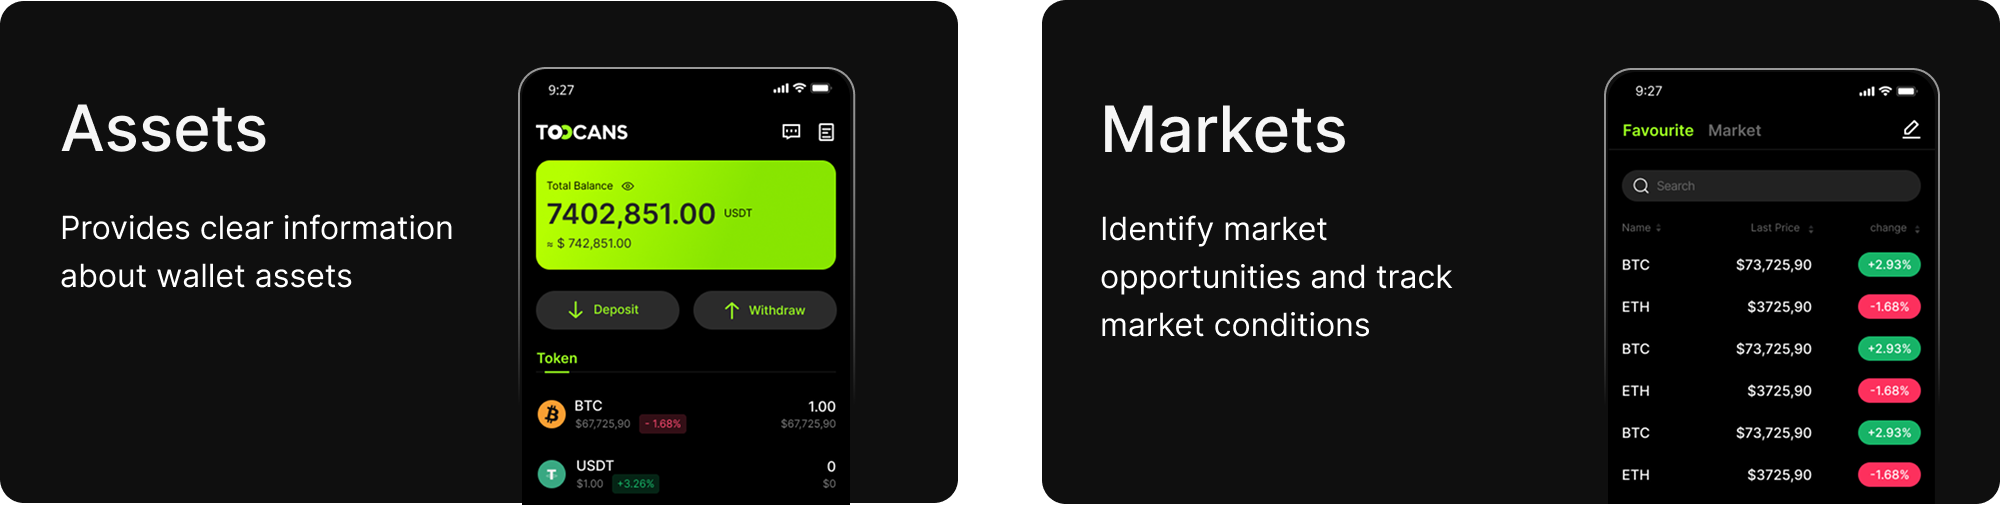 Assets
Provides clear information
about wallet assets
9:27
TOOCANS
Total Balance
7402,851.00 USDT
≈ $ 742,851.00
Deposit
Withdraw
Token
BTC
1.00
$67,725,90
- 1.68%
$67,725,90
USDT
0
$1.00
+3.26%
$0
Markets
Identify market
opportunities and track
market conditions
9:27
Favourite Market
Search
Name Last Price change
BTC $73,725,90 +2.93%
ETH $3725,90 -1.68%
BTC $73,725,90 +2.93%
ETH $3725,90 -1.68%
BTC $73,725,90 +2.93%
ETH $3725,90 -1.68%